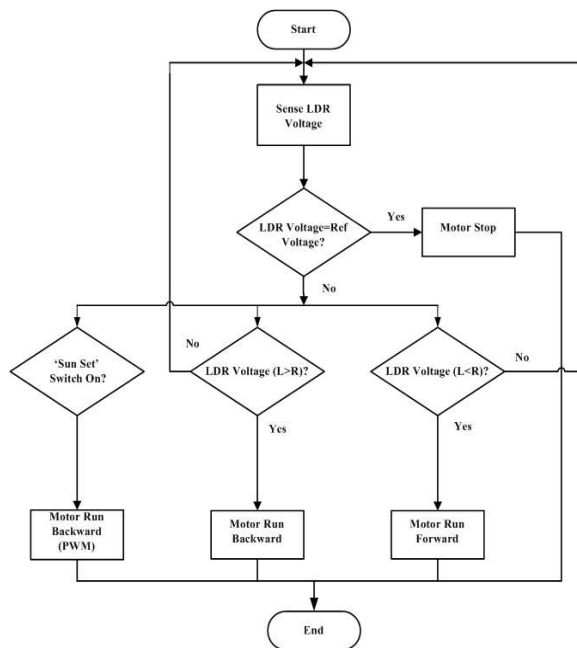 Start
Sense LDR
Voltage
LDR Voltage=Ref
Voltage?
Yes
Motor Stop
No
'Sun Set'
Switch On?
No
LDR Voltage (L>R)?
LDR Voltage (L<R)?
No
Yes
Yes
Motor Run
Backward
(PWM)
Motor Run
Backward
Motor Run
Forward
End